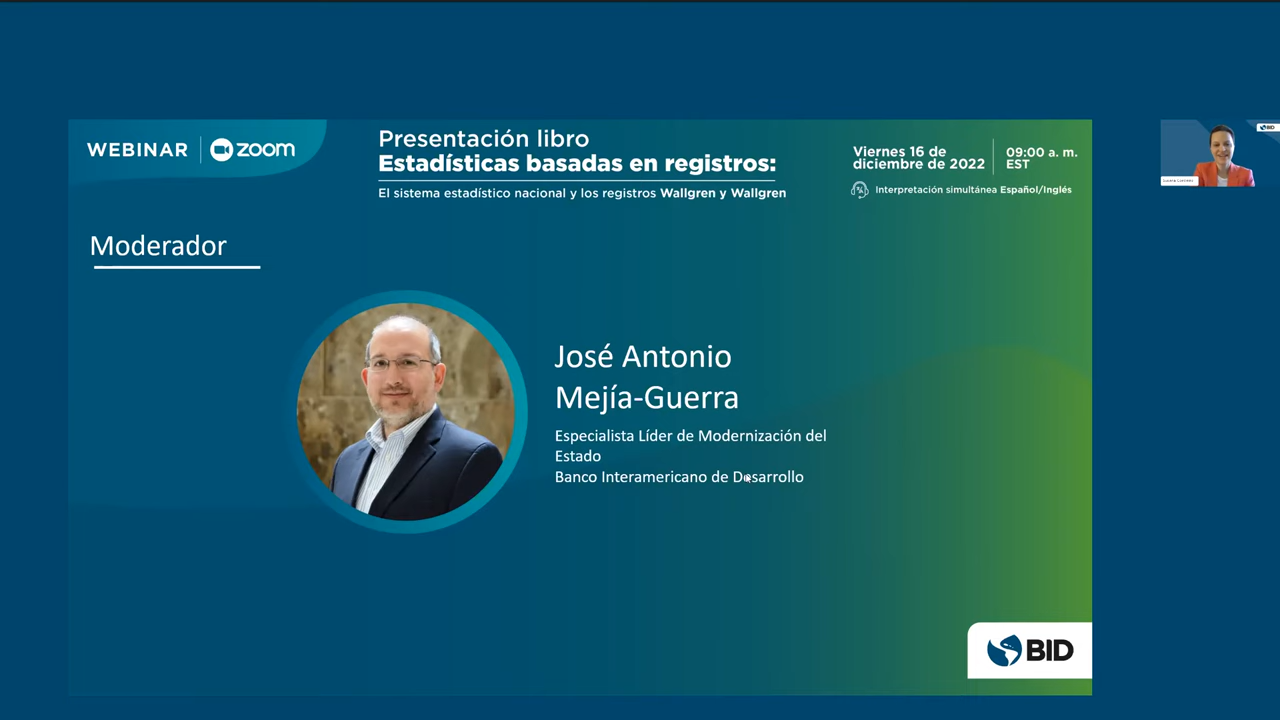 WEBINAR
zoom
Presentación libro
Estadísticas basadas en registros:
El sistema estadístico nacional y los registros Wallgren y Wallgren
Viernes 16 de
diciembre de 2022
09:00 a. m.
EST
Interpretación simultánea Español/Inglés
Moderador
José Antonio
Mejía-Guerra
Especialista Líder de Modernización del
Estado
Banco Interamericano de Desarrollo
BID
BID